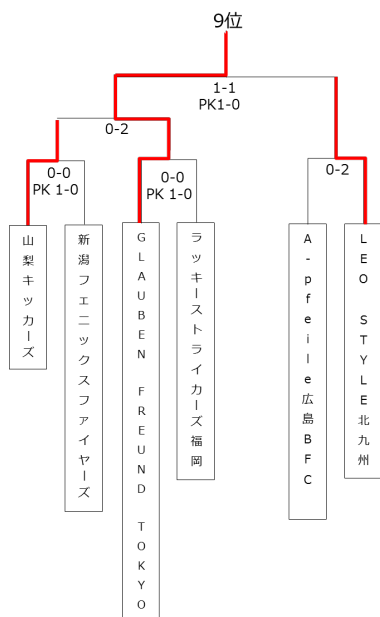 9位
1-1
PK1-0
0-2
0-0
PK 1-0
0-0
PK 1-0
0-2
山梨キッカーズ
新潟フェニックスファイヤーズ
GLAUBEN FREUND TOKYO
ラッキーストライカーズ福岡
A-pfeile広島BFC
LEO STYLE北九州